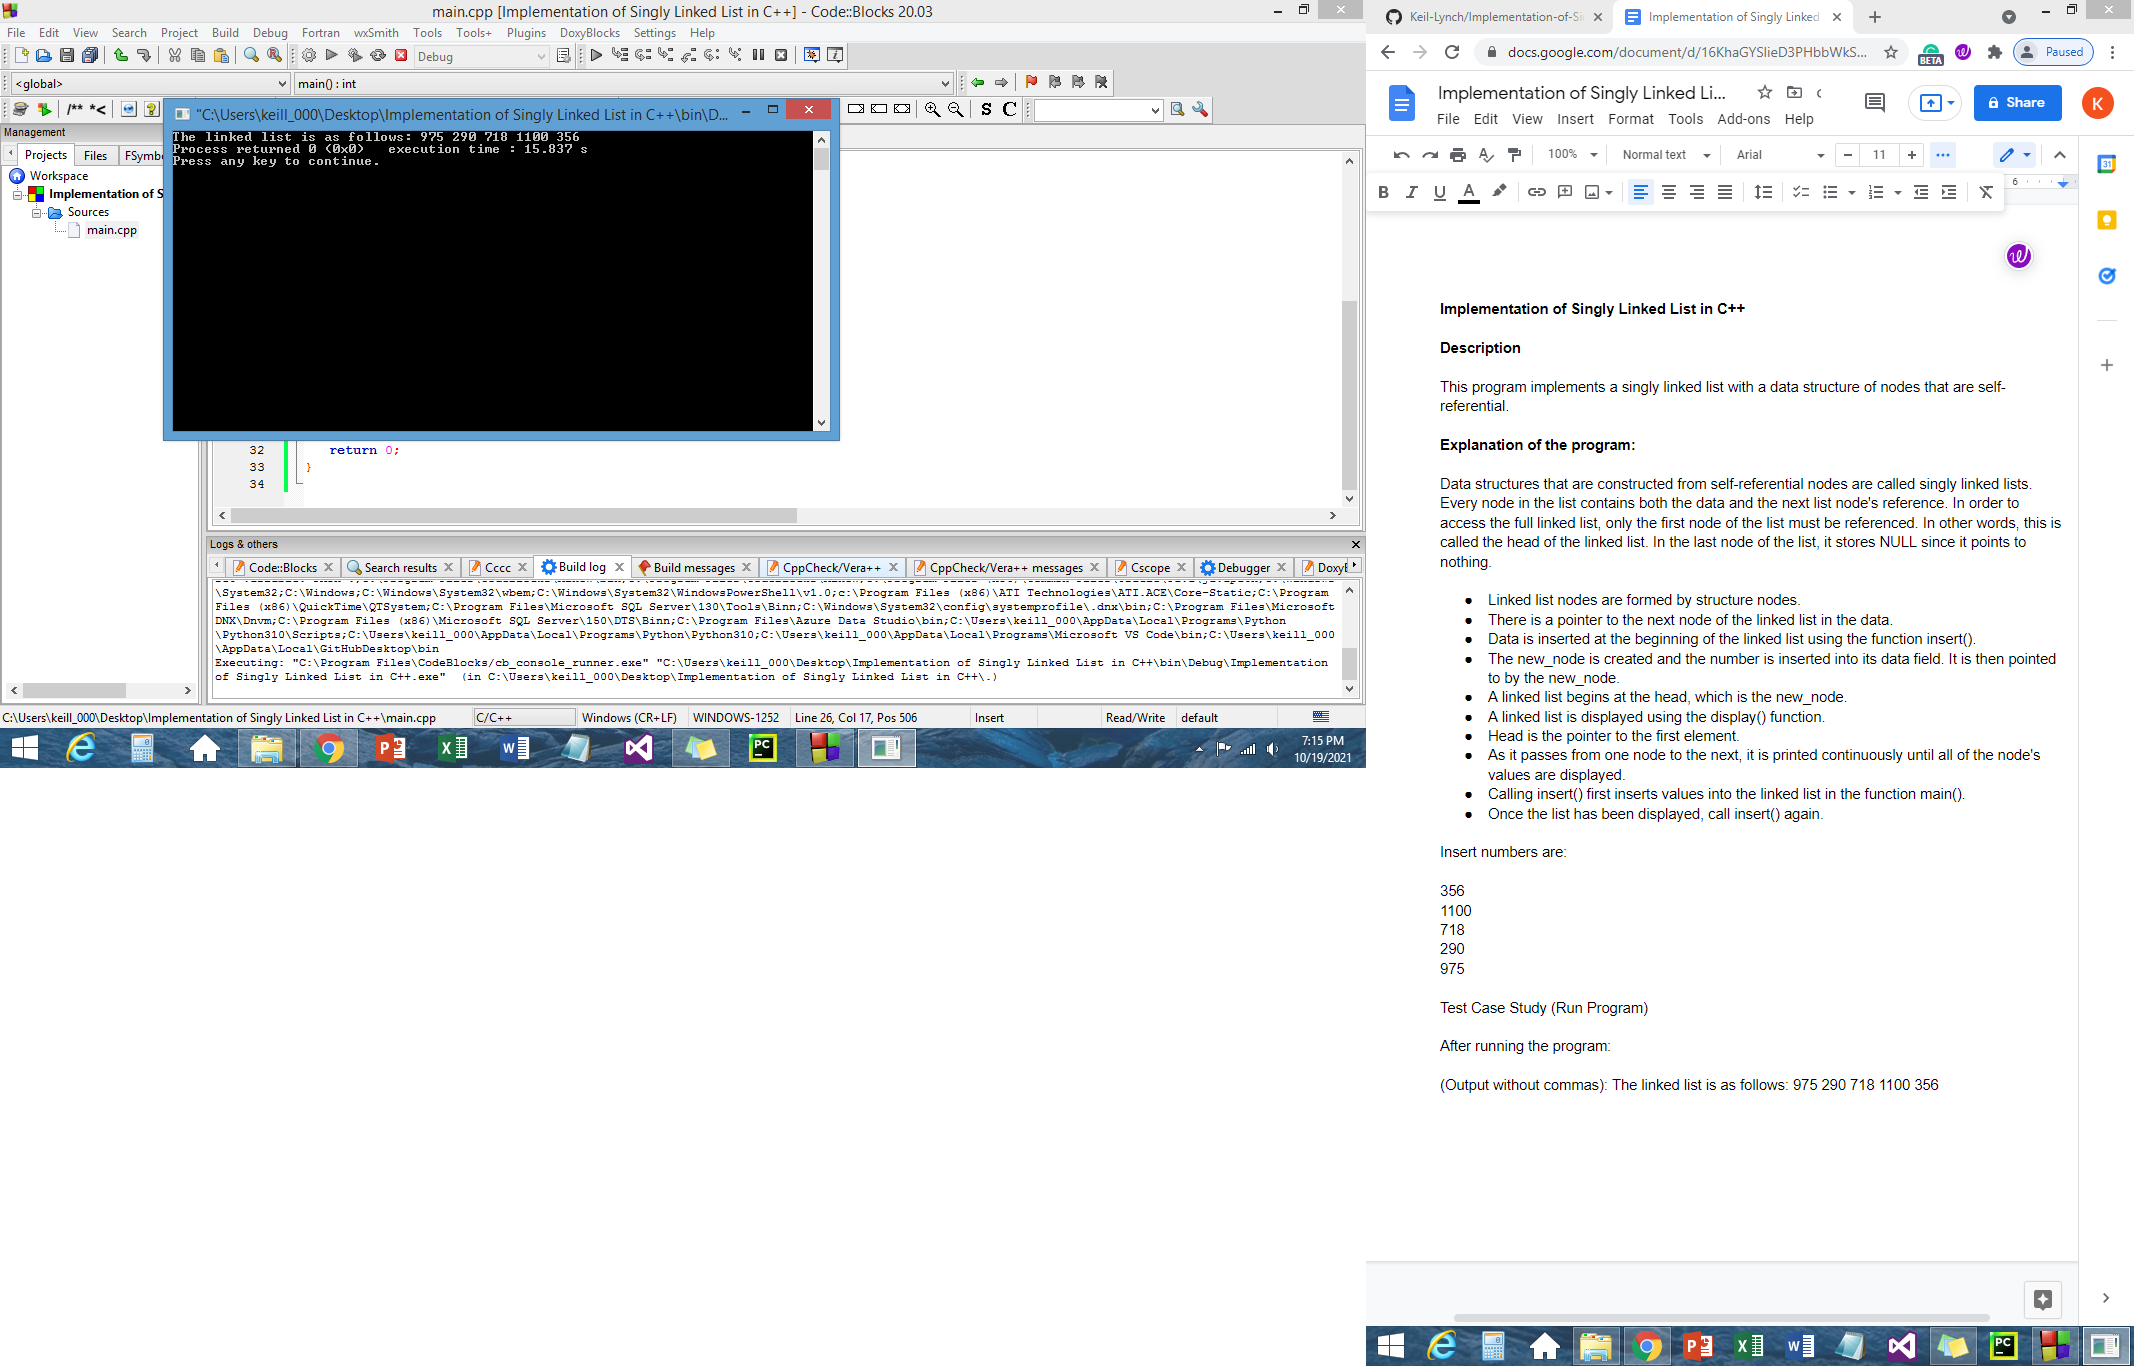 main.cpp [Implementation of Singly Linked List in C++] - Code::Blocks 20.03
File Edit View Search Project Build Debug Fortran wxSmith Tools Tools+ Plugins DoxyBlocks Settings Help
Debug
<global> main() : int
/** *<
S C
Management
Projects Files FSymb
Workspace
Implementation of S
Sources
main.cpp
"C:\Users\keill_000\Desktop\Implementation of Singly Linked List in C++\bin\D...
The linked list is as follows: 975 290 718 1100 356
Process returned 0 (0x0) execution time : 15.837 s
Press any key to continue.
32 return 0;
33 }
34
Logs & others
Code::Blocks Search results Cccc Build log Build messages CppCheck/Vera++ CppCheck/Vera++ messages Cscope Debugger DoxyB
\System32;C:\Windows;C:\Windows\System32\wbem;C:\Windows\System32\WindowsPowerShell\v1.0;c:\Program Files (x86)\ATI Technologies\ATI.ACE\Core-Static;C:\Program
Files (x86)\QuickTime\QTSystem;C:\Program Files\Microsoft SQL Server\130\Tools\Binn;C:\Windows\System32\config\systemprofile\.dnx\bin;C:\Program Files\Microsoft
DNX\Dnvm;C:\Program Files (x86)\Microsoft SQL Server\150\DTS\Binn;C:\Program Files\Azure Data Studio\bin;C:\Users\keill_000\AppData\Local\Programs\Python
\Python310\Scripts;C:\Users\keill_000\AppData\Local\Programs\Python\Python310;C:\Users\keill_000\AppData\Local\Programs\Microsoft VS Code\bin;C:\Users\keill_000
\AppData\Local\GitHubDesktop\bin
Executing: "C:\Program Files\CodeBlocks/cb_console_runner.exe" "C:\Users\keill_000\Desktop\Implementation of Singly Linked List in C++\bin\Debug\Implementation
of Singly Linked List in C++.exe" (in C:\Users\keill_000\Desktop\Implementation of Singly Linked List in C++\.)
C:\Users\keill_000\Desktop\Implementation of Singly Linked List in C++\main.cpp C/C++ Windows (CR+LF) WINDOWS-1252 Line 26, Col 17, Pos 506 Insert Read/Write default
7:15 PM
10/19/2021
Keil-Lynch/Implementation-of-Si Implementation of Singly Linked
docs.google.com/document/d/16KhaGYSlieD3PHbbWkS... BETA Paused
Implementation of Singly Linked Li...
File Edit View Insert Format Tools Add-ons Help
Share
K
100% Normal text Arial 11
B I U A
6
31
Implementation of Singly Linked List in C++
Description
This program implements a singly linked list with a data structure of nodes that are self-
referential.
Explanation of the program:
Data structures that are constructed from self-referential nodes are called singly linked lists.
Every node in the list contains both the data and the next list node's reference. In order to
access the full linked list, only the first node of the list must be referenced. In other words, this is
called the head of the linked list. In the last node of the list, it stores NULL since it points to
nothing.
● Linked list nodes are formed by structure nodes.
● There is a pointer to the next node of the linked list in the data.
● Data is inserted at the beginning of the linked list using the function insert().
● The new_node is created and the number is inserted into its data field. It is then pointed
to by the new_node.
● A linked list begins at the head, which is the new_node.
● A linked list is displayed using the display() function.
● Head is the pointer to the first element.
● As it passes from one node to the next, it is printed continuously until all of the node's
values are displayed.
● Calling insert() first inserts values into the linked list in the function main().
● Once the list has been displayed, call insert() again.
Insert numbers are:
356
1100
718
290
975
Test Case Study (Run Program)
After running the program:
(Output without commas): The linked list is as follows: 975 290 718 1100 356